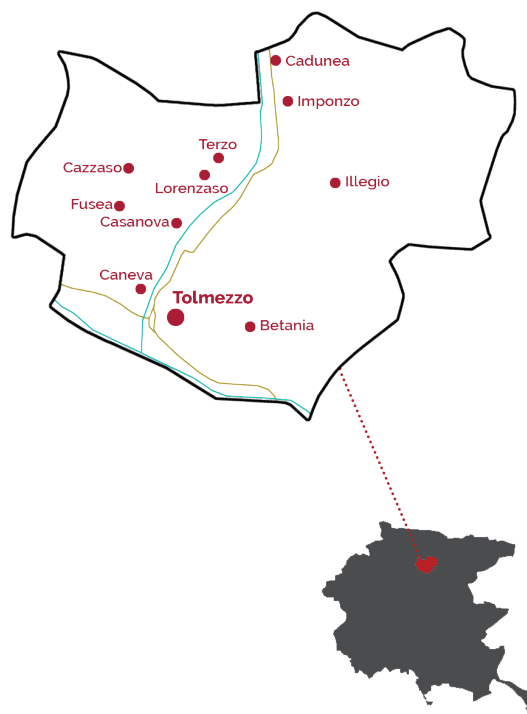 Cadunea
Imponzo
Terzo
Cazzaso
Lorenzaso
Illegio
Fusea
Casanova
Caneva
Tolmezzo
Betania